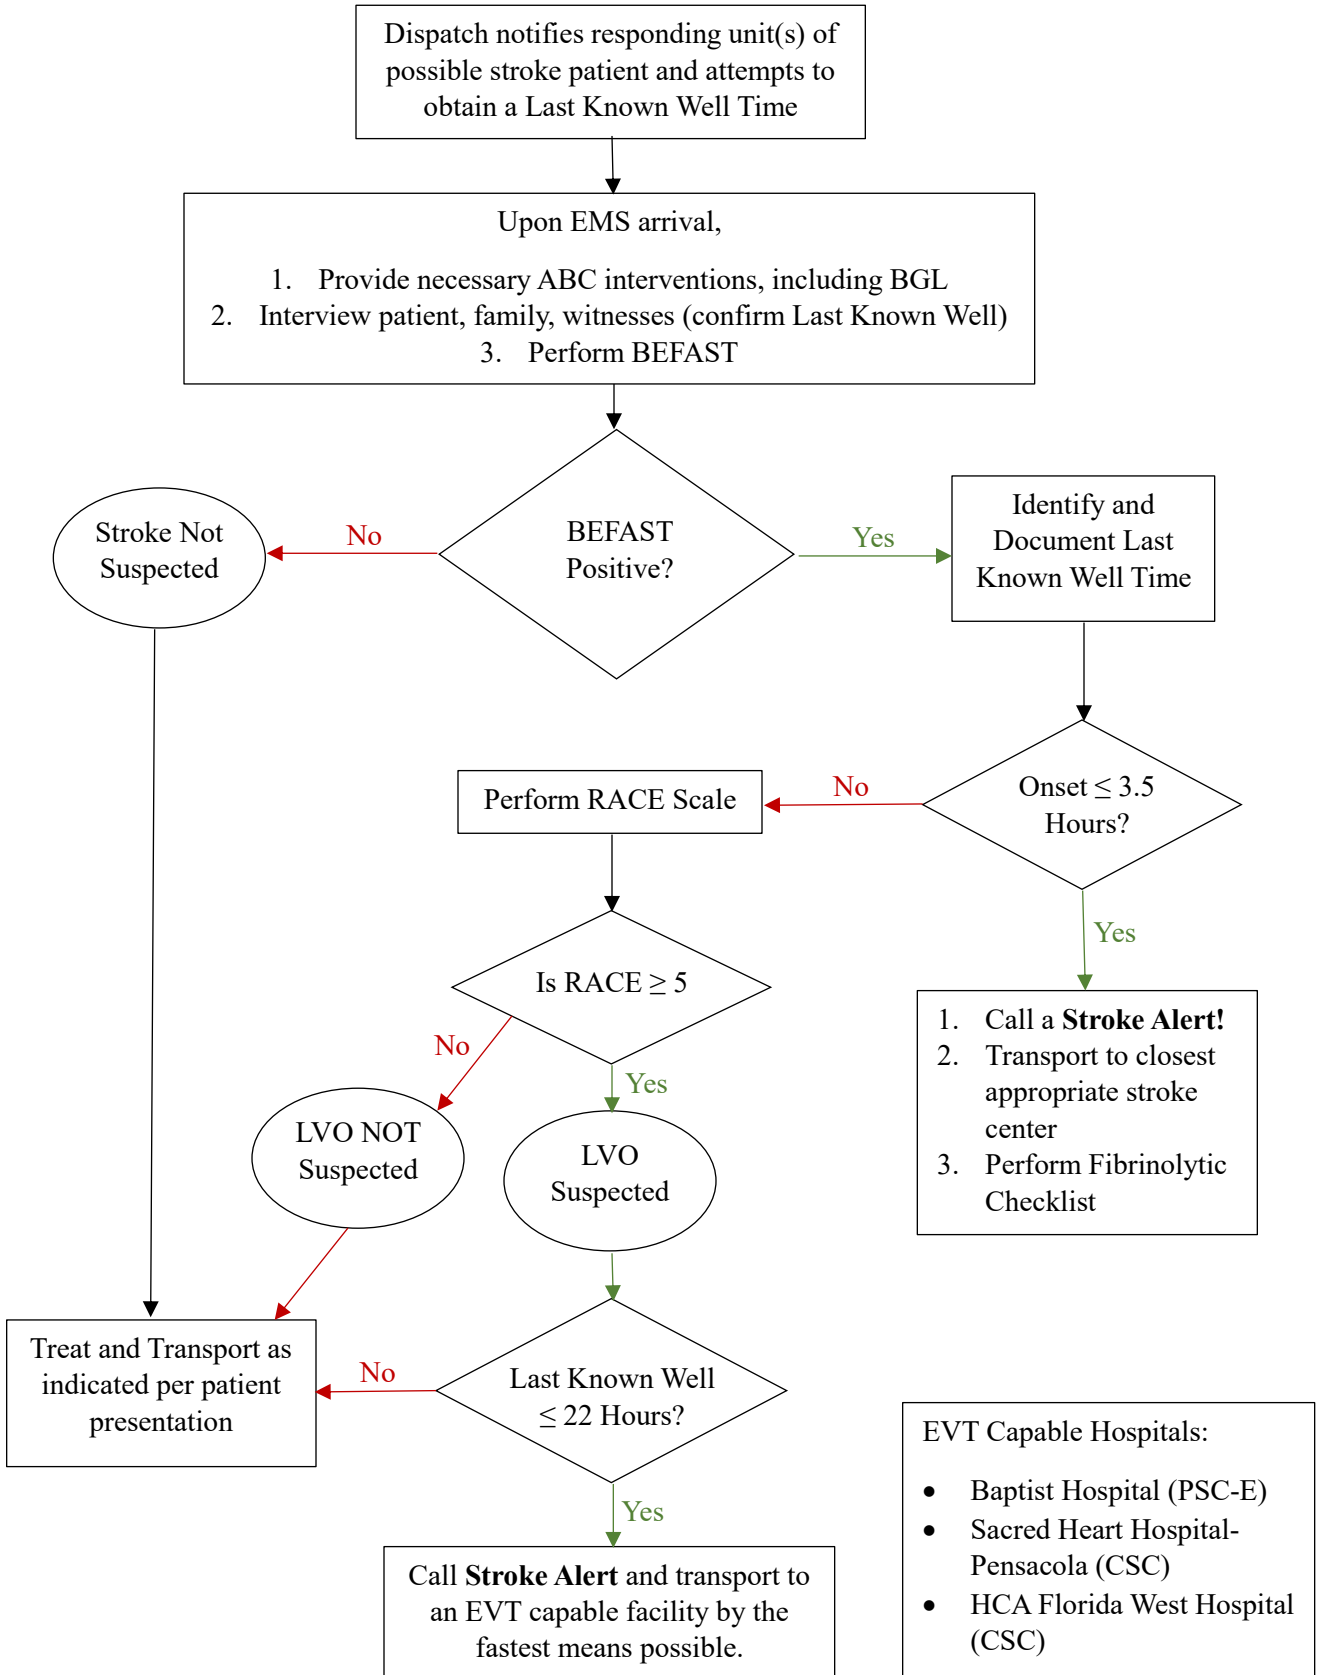 Dispatch notifies responding unit(s) of
possible stroke patient and attempts to
obtain a Last Known Well Time
Upon EMS arrival,
1. Provide necessary ABC interventions, including BGL
2. Interview patient, family, witnesses (confirm Last Known Well)
3. Perform BEFAST
BEFAST
Positive?
No
Stroke Not
Suspected
Yes
Identify and
Document Last
Known Well Time
Onset ≤ 3.5
Hours?
No
Perform RACE Scale
Yes
1. Call a Stroke Alert!
2. Transport to closest
appropriate stroke
center
3. Perform Fibrinolytic
Checklist
Is RACE ≥ 5
No
LVO NOT
Suspected
Yes
LVO
Suspected
Last Known Well
≤ 22 Hours?
No
Treat and Transport as
indicated per patient
presentation
Yes
Call Stroke Alert and transport to
an EVT capable facility by the
fastest means possible.
EVT Capable Hospitals:
• Baptist Hospital (PSC-E)
• Sacred Heart Hospital-
Pensacola (CSC)
• HCA Florida West Hospital
(CSC)